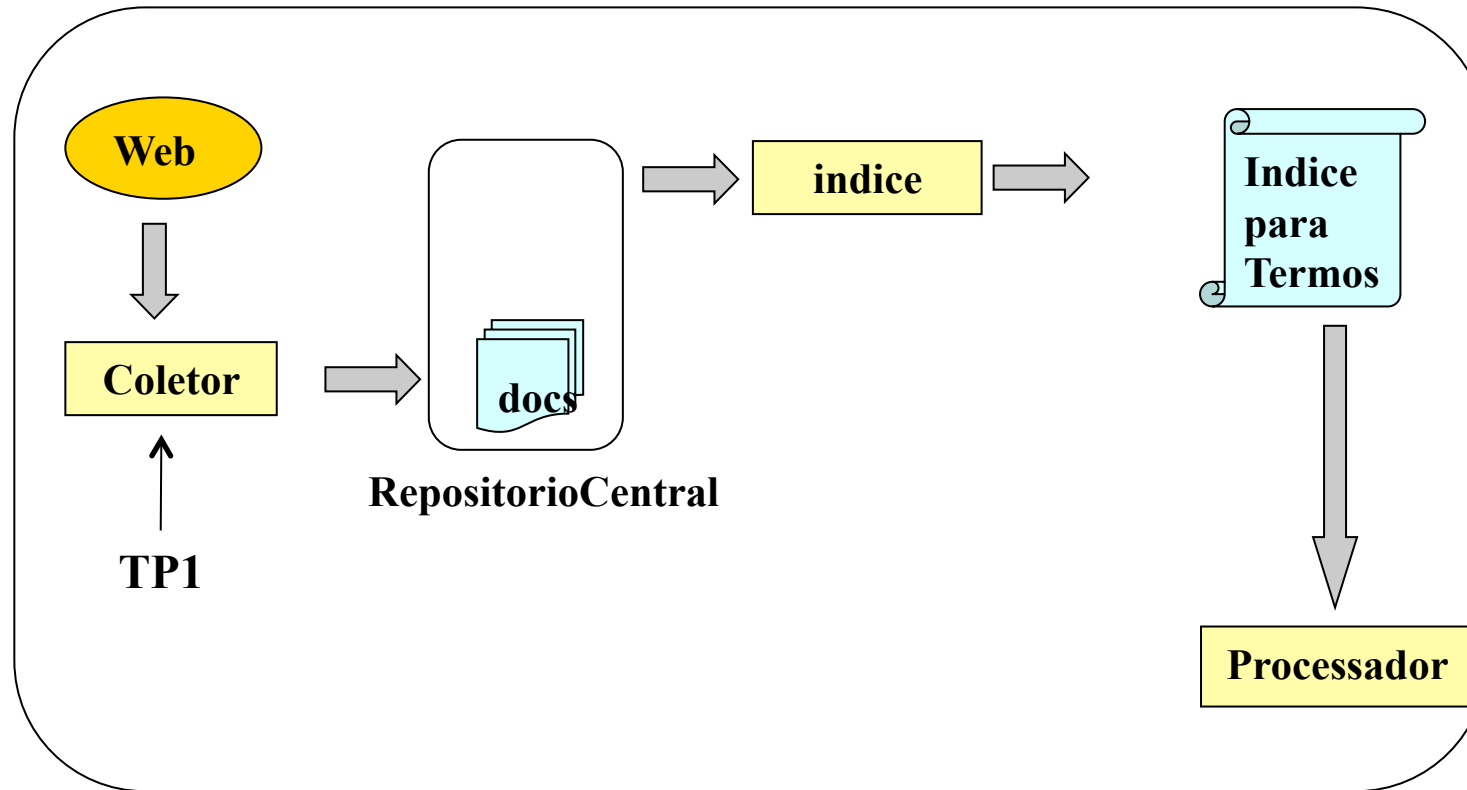 Web
Coletor
TP1
docs
RepositorioCentral
indice
Indice
para
Termos
Processador